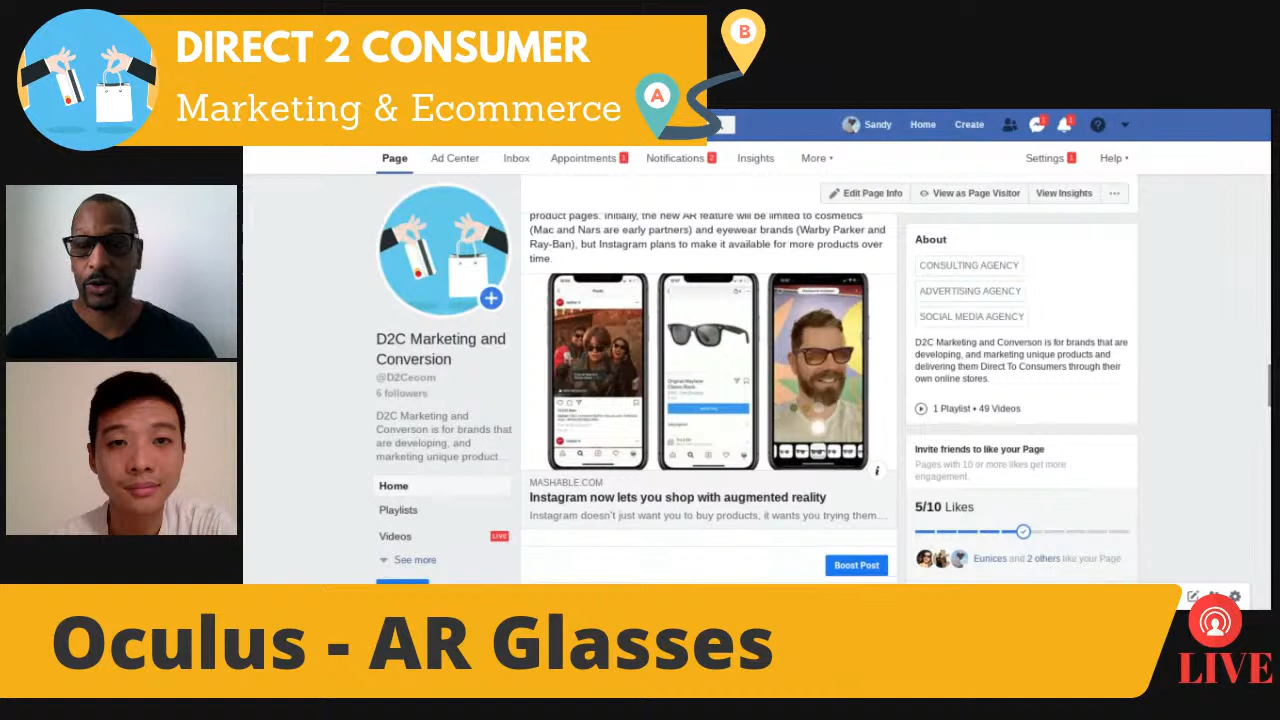 DIRECT 2 CONSUMER
Marketing & Ecommerce
A
B
Sandy Home Create
Page Ad Center Inbox Appointments 1 Notifications 2 Insights More Settings 1 Help
Edit Page Info View as Page Visitor View Insights ...
D2C Marketing and
Conversion
@D2Ceom
6 followers
D2C Marketing and
Conversion is for brands that
are developing, and
marketing unique product...
Home
Playlists
Videos LIVE
See more
product pages. Initially, the new AR feature will be limited to cosmetics
(Mac and Nars are early partners) and eyewear brands (Warby Parker and
Ray-Ban), but Instagram plans to make it available for more products over
time.
MASHABLE.COM
Instagram now lets you shop with augmented reality
Instagram doesn't just want you to buy products, it wants you trying them....
Boost Post
About
CONSULTING AGENCY
ADVERTISING AGENCY
SOCIAL MEDIA AGENCY
D2C Marketing and Converson is for brands that are
developing, and marketing unique products and
delivering them Direct To Consumers through their
own online stores.
1 Playlist • 49 Videos
Invite friends to like your Page
Pages with 10 or more likes get more
engagement.
5/10 Likes
Eunices and 2 others like your Page
Oculus - AR Glasses
LIVE